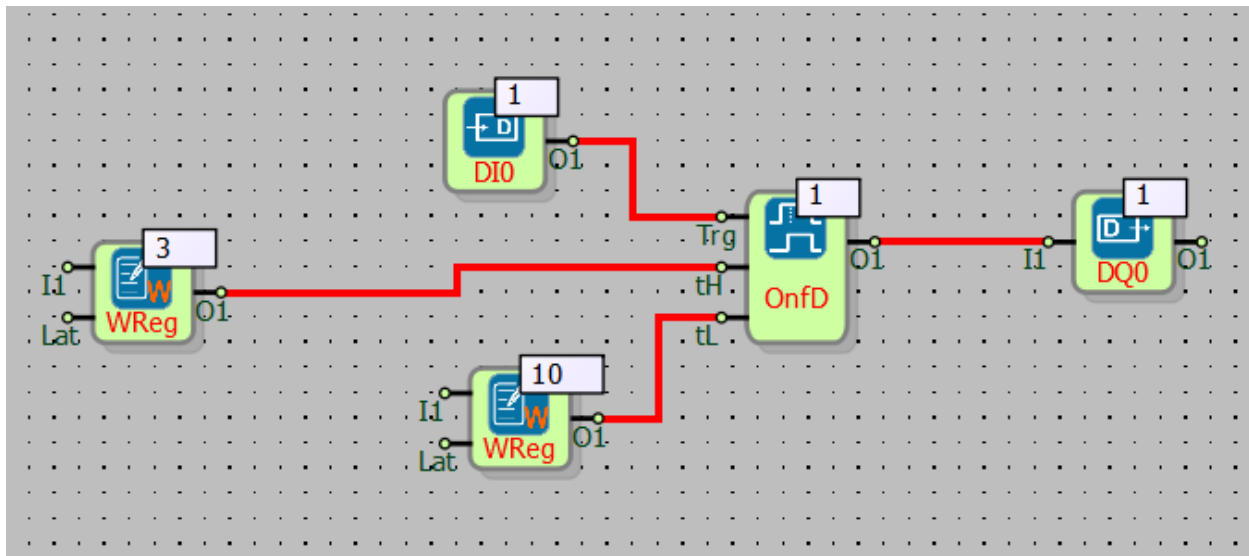 1
D
O1
DI0
1
Trg
O1
tH
OnfD
tL
1
D
I1
O1
DQ0
3
I1
W
O1
Lat
WReg
10
I1
W
O1
Lat
WReg